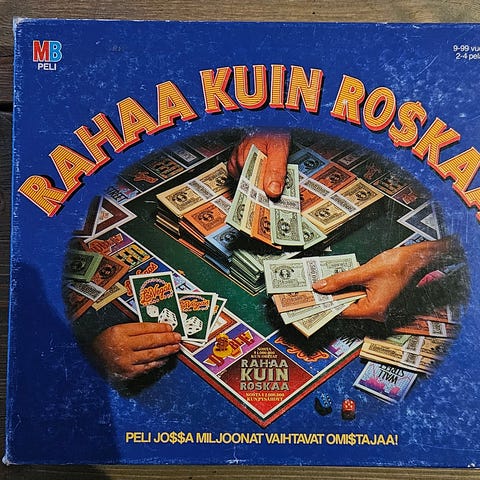 MB
PELI
9-99 vuo
2-4 pela
RAHAA KUIN RO$KAA
RAHAA
KUIN
ROSKAA
WALL
PELI JO$$A MILJOONAT VAIHTAVAT OMI$TAJAA!